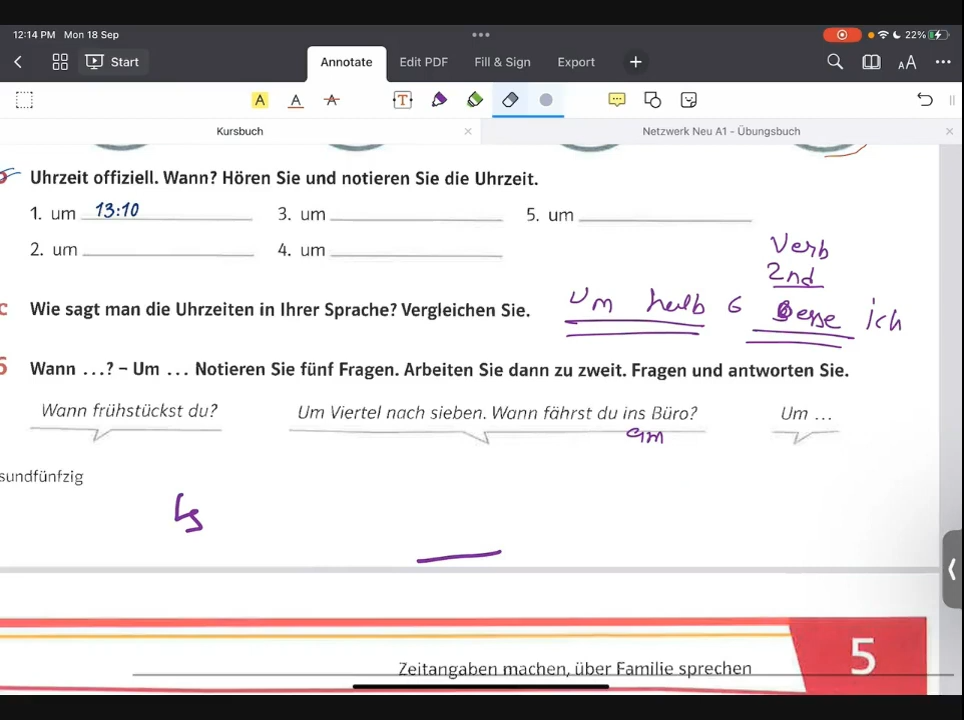 12:14 PM Mon 18 Sep
22%
Start
Annotate
Edit PDF
Fill & Sign
Export
AA
A A A T
Kursbuch
Netzwerk Neu A1 - Übungsbuch
Uhrzeit offiziell. Wann? Hören Sie und notieren Sie die Uhrzeit.
1. um 13:10 3. um 5. um
2. um 4. um
Verb
2nd
c Wie sagt man die Uhrzeiten in Ihrer Sprache? Vergleichen Sie.
Um halb 6 esse ich
6 Wann ...? – Um ... Notieren Sie fünf Fragen. Arbeiten Sie dann zu zweit. Fragen und antworten Sie.
Wann frühstückst du? Um Viertel nach sieben. Wann fährst du ins Büro? Um ...
am
sundfünfzig
Zeitangaben machen, über Familie sprechen 5